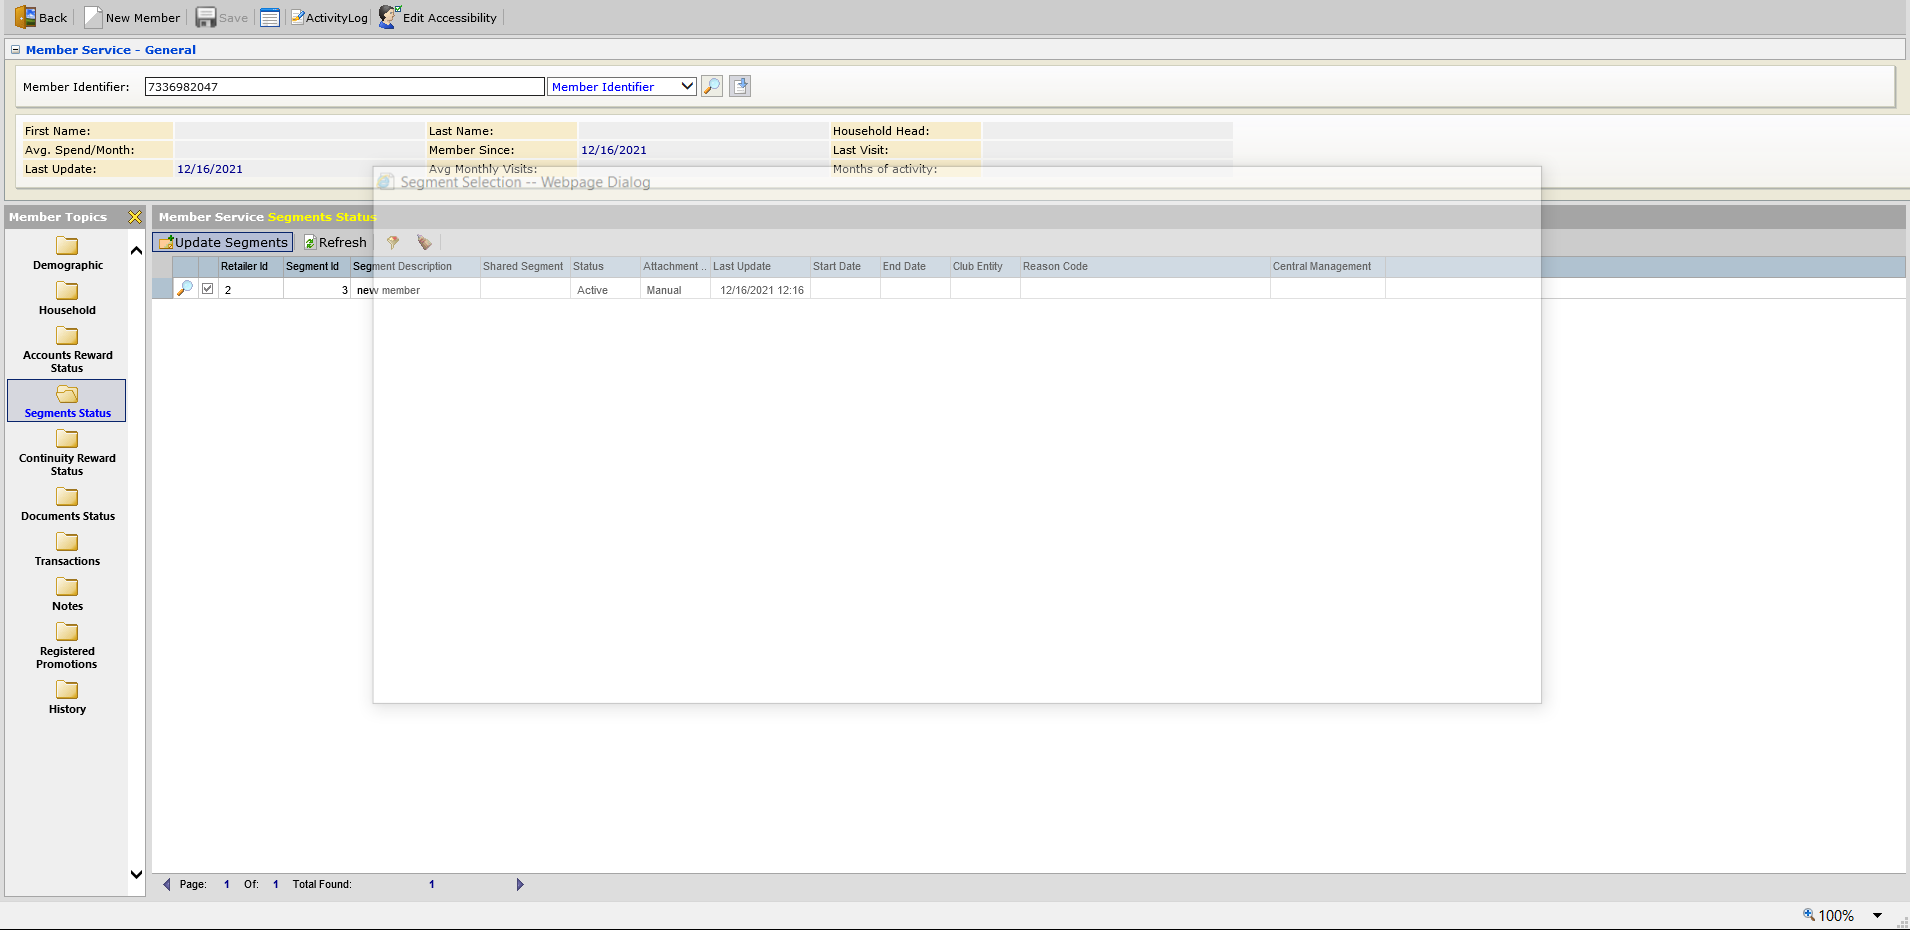 Back New Member Save ActivityLog Edit Accessibility
Member Service - General
Member Identifier: 7336982047 Member Identifier
First Name: Last Name: Household Head:
Avg. Spend/Month: Member Since: 12/16/2021 Last Visit:
Last Update: 12/16/2021 Avg Monthly Visits: Months of activity:
Segment Selection -- Webpage Dialog
Member Topics
Member Service Segments Status
Update Segments Refresh
Retailer Id Segment Id Segment Description Shared Segment Status Attachment .. Last Update Start Date End Date Club Entity Reason Code Central Management
2 3 new member Active Manual 12/16/2021 12:16
Demographic
Household
Accounts Reward
Status
Segments Status
Continuity Reward
Status
Documents Status
Transactions
Notes
Registered
Promotions
History
Page: 1 Of: 1 Total Found: 1
100%